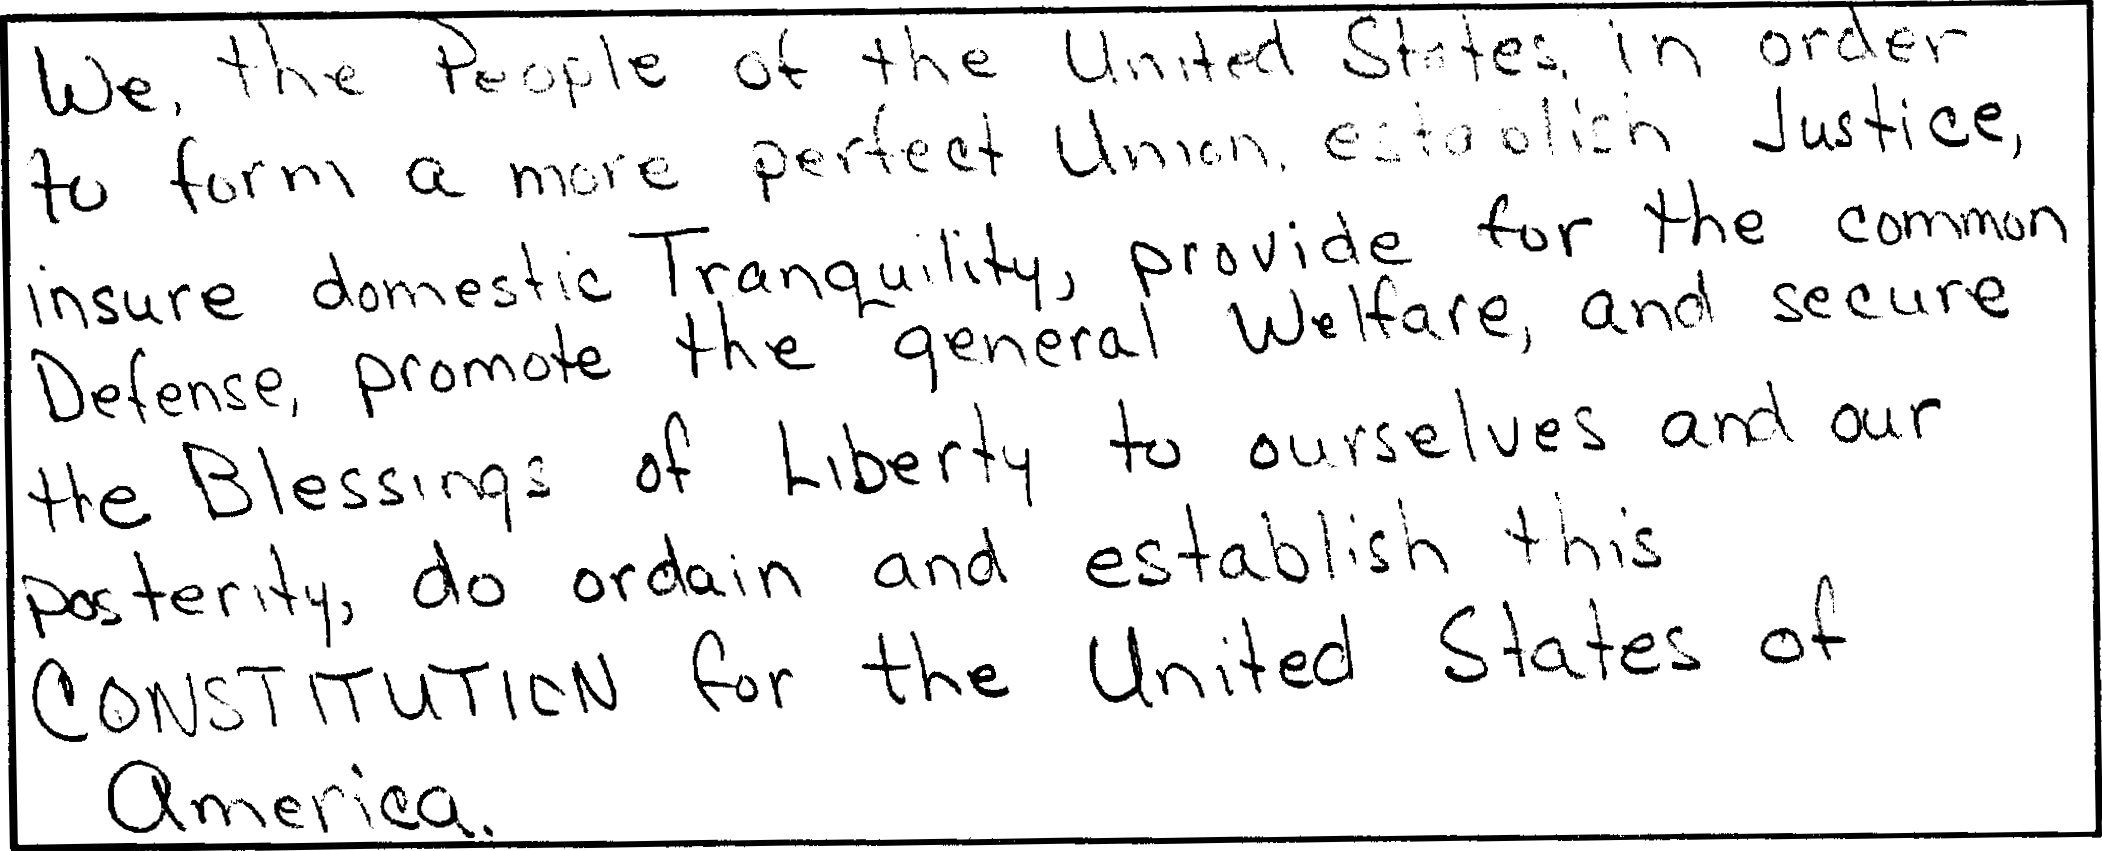 We, the People of the United States, in order
to form a more perfect Union, establish Justice,
insure domestic Tranquility, provide for the common
Defense, promote the general Welfare, and secure
the Blessings of Liberty to ourselves and our
posterity, do ordain and establish this
CONSTITUTION for the United States of
America.